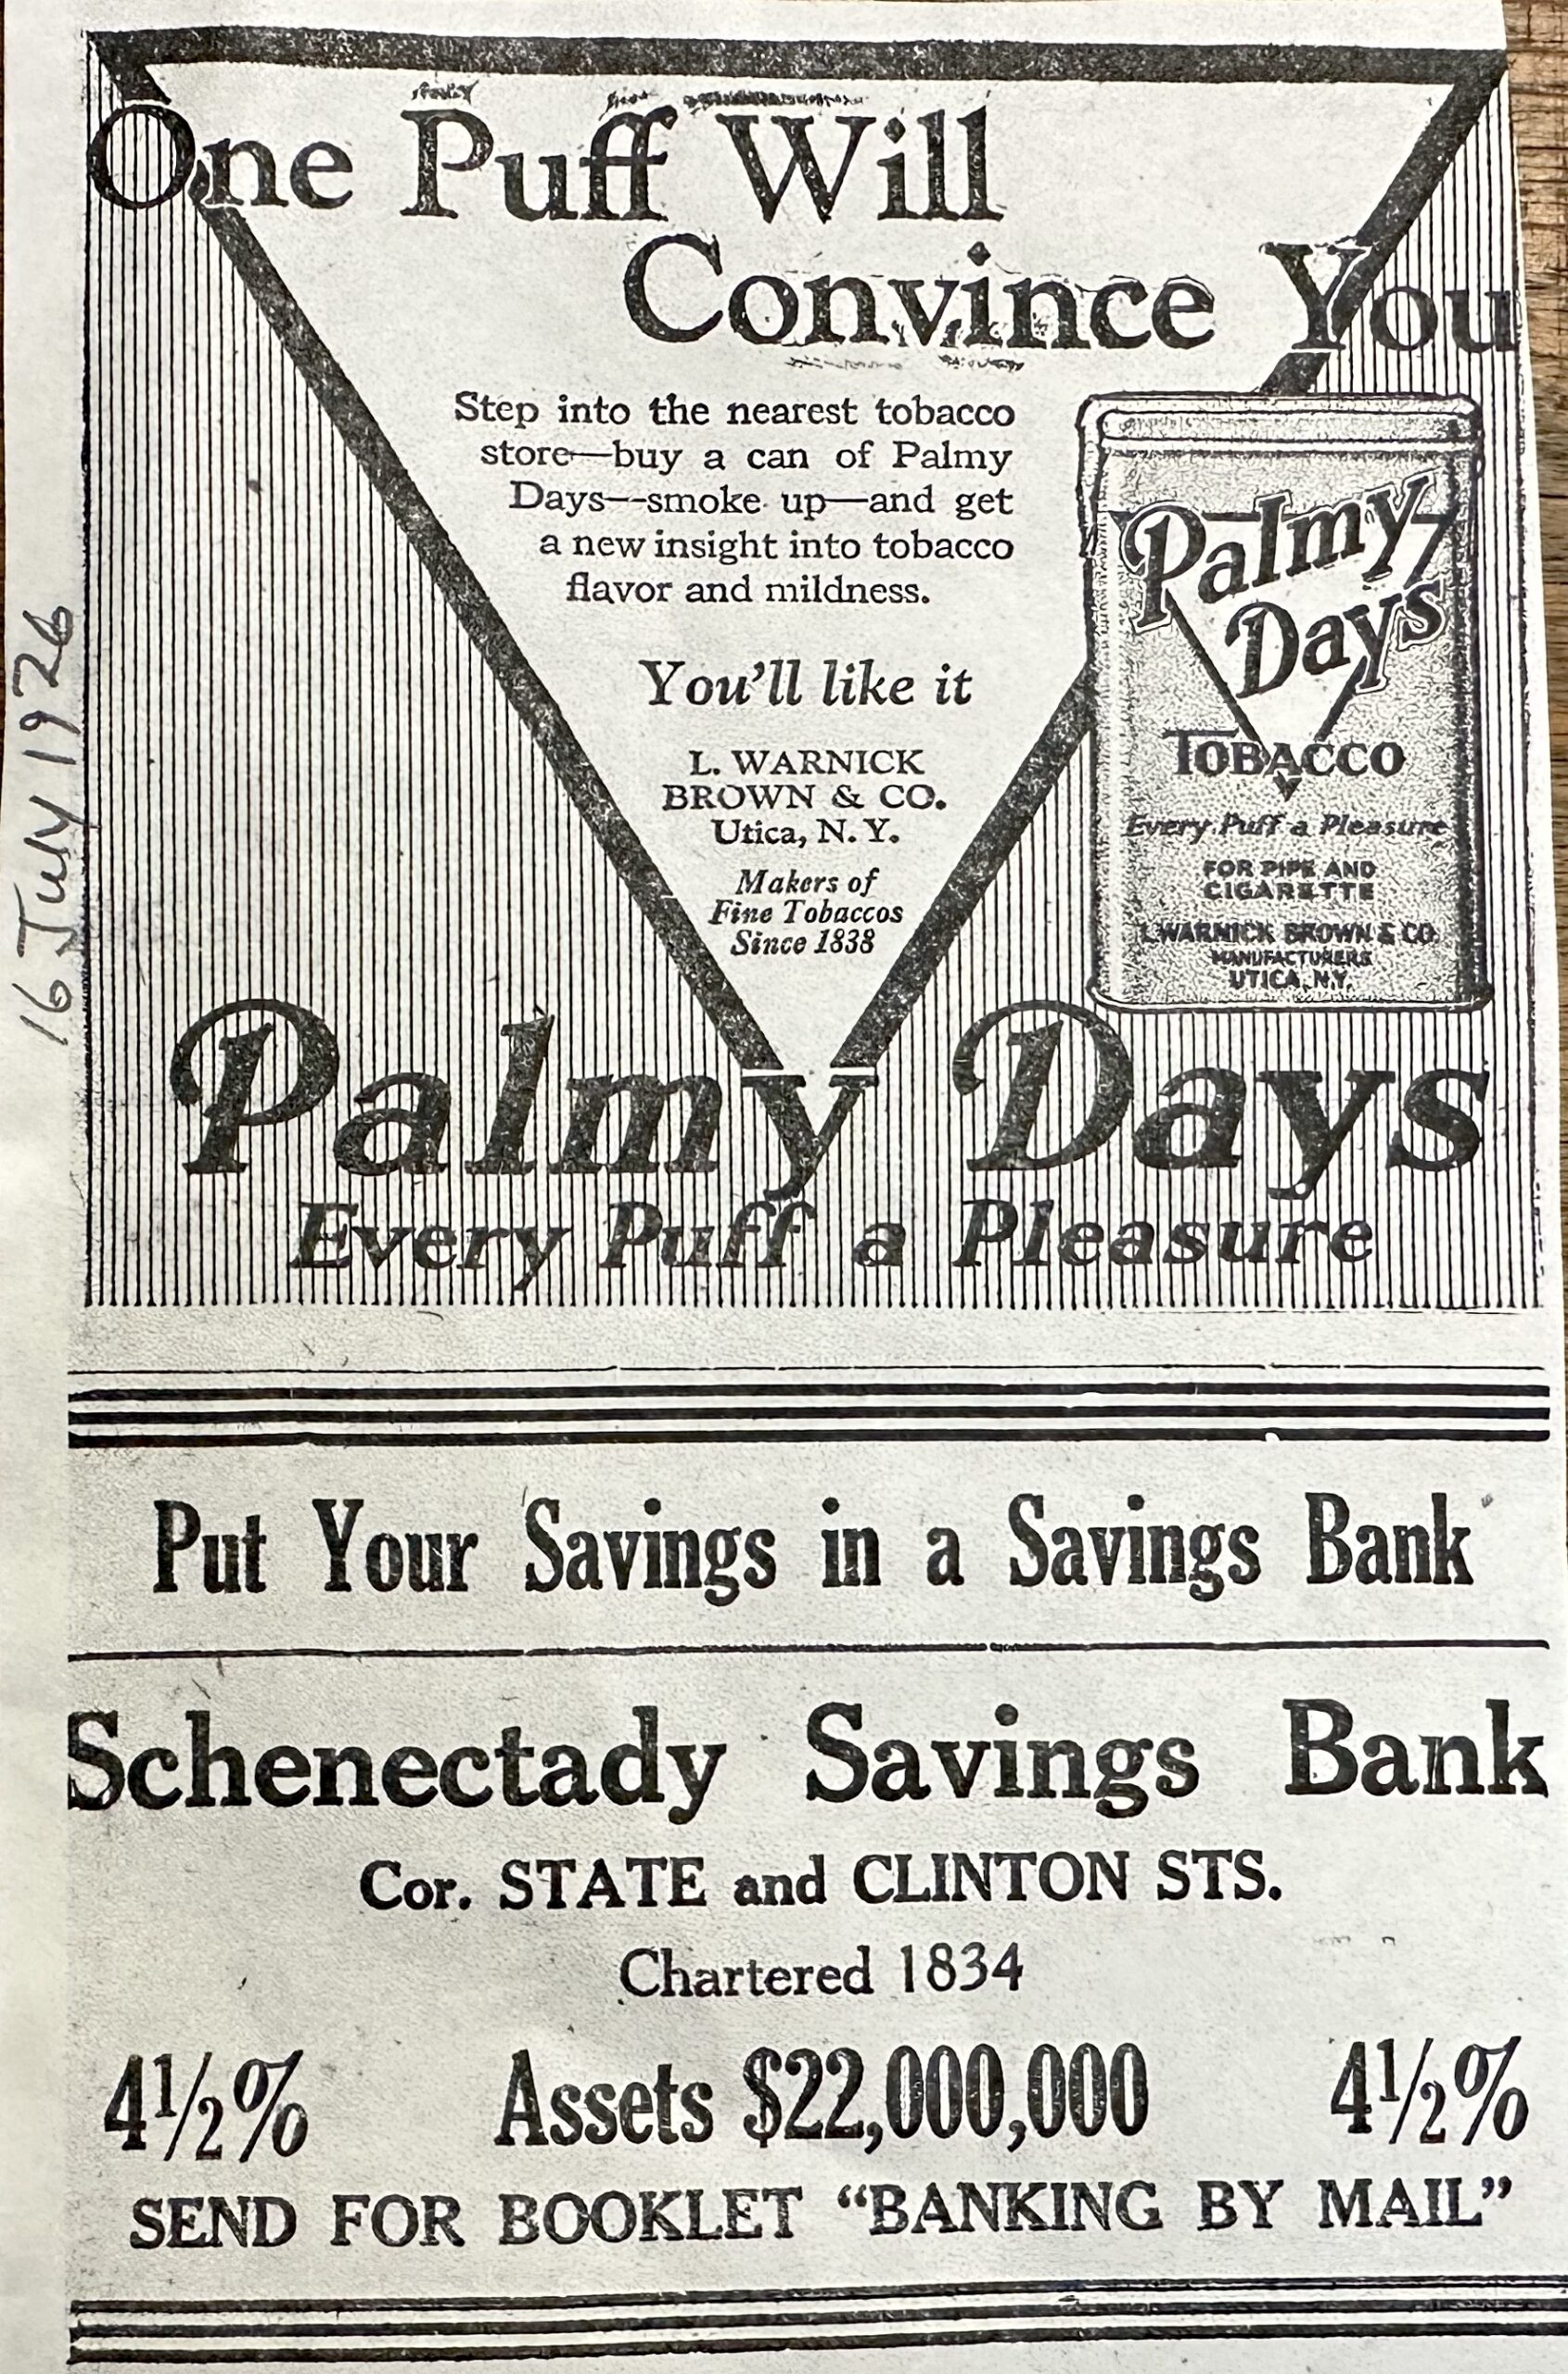 One Puff Will
Convince You
Step into the nearest tobacco
store—buy a can of Palmy
Days—smoke up—and get
a new insight into tobacco
flavor and mildness.
You'll like it
L. WARNICK
BROWN & CO.
Utica, N. Y.
Makers of
Fine Tobaccos
Since 1838
Palmy
Days
TOBACCO
Every Puff a Pleasure
FOR PIPE AND
CIGARETTE
L. WARNICK BROWN & CO.
MANUFACTURERS
UTICA, N.Y.
Palmy Days
Every Puff a Pleasure
16 July 1926
Put Your Savings in a Savings Bank
Schenectady Savings Bank
Cor. STATE and CLINTON STS.
Chartered 1834
4½% Assets $22,000,000 4½%
SEND FOR BOOKLET “BANKING BY MAIL”